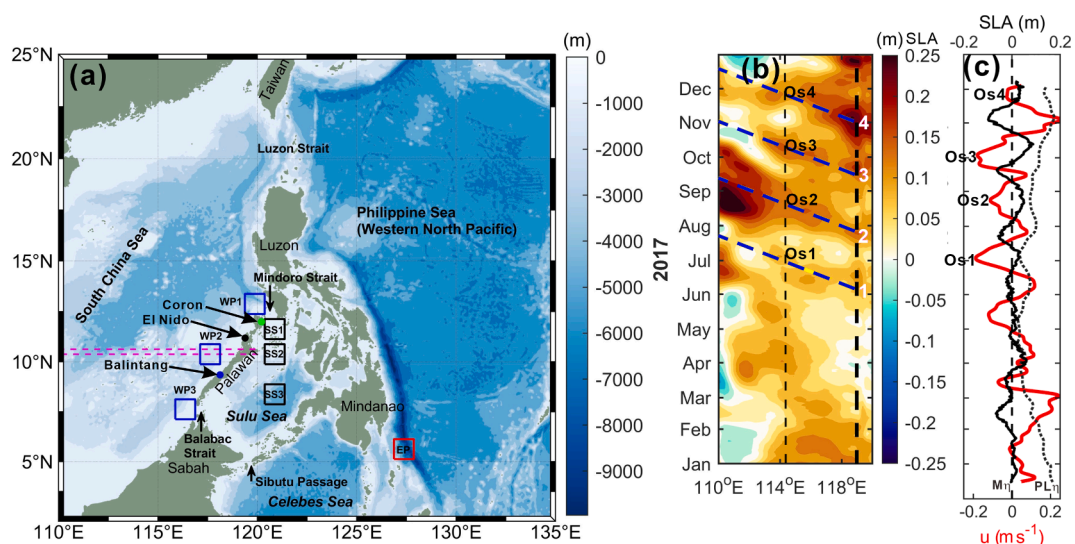 (m)
25°N
20°N
15°N
10°N
5°N
110°E
115°E
120°E
125°E
130°E
135°E
(a)
Taiwan
Luzon Strait
Philippine Sea
(Western North Pacific)
South China Sea
Luzon
Mindoro Strait
WP1
Coron
El Nido
SS1
WP2
SS2
Balintang
Palawan
WP3
SS3
Mindanao
Sulu Sea
Balabac
Strait
Sabah
EP
Sibutu Passage
Celebes Sea
0
-1000
-2000
-3000
-4000
-5000
-6000
-7000
-8000
-9000
2017
(b)
Dec
Nov
Oct
Sep
Aug
Jul
Jun
May
Apr
Mar
Feb
Jan
Os4
4
Os3
3
Os2
2
Os1
1
110°E
114°E
118°E
(m) SLA
0.25
0.2
0.15
0.1
0.05
0
-0.05
-0.1
-0.15
-0.2
-0.25
SLA (m)
-0.2
0
0.2
(c)
Os4
Os3
Os2
Os1
Mη
PLη
-0.2
0
0.2
u (m s⁻¹)